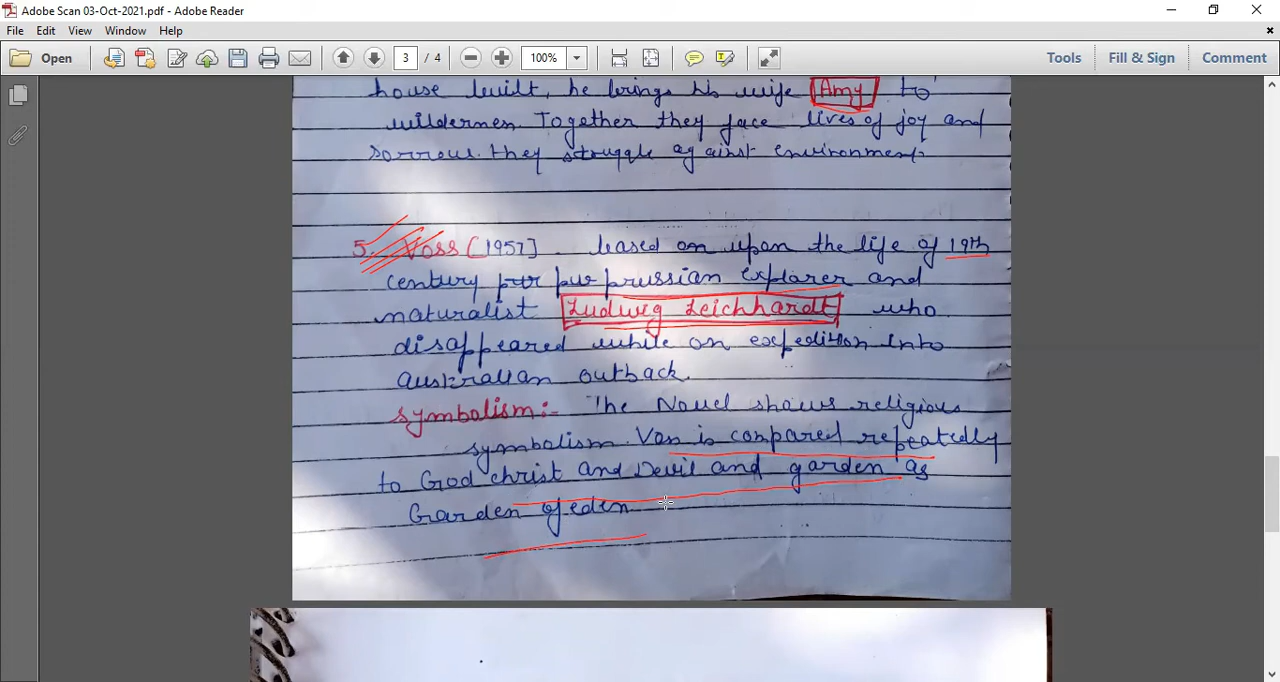 Adobe Scan 03-Oct-2021.pdf - Adobe Reader
File Edit View Window Help
Open 3 / 4 100% Tools Fill & Sign Comment
house built, he brings his wife Amy to
wilderness. Together they face lives of joy and
sorrow. they struggle against environment.
5. Voss [1957] . based on upon the life of 19th
century pur pur prussian explorer and
naturalist Ludwig Leichhardt who
disappeared while on expedition into
australian outback.
symbolism:- The Novel shows religious
symbolism. Van is compared repeatedly
to God christ and Devil and garden as
Garden of eden